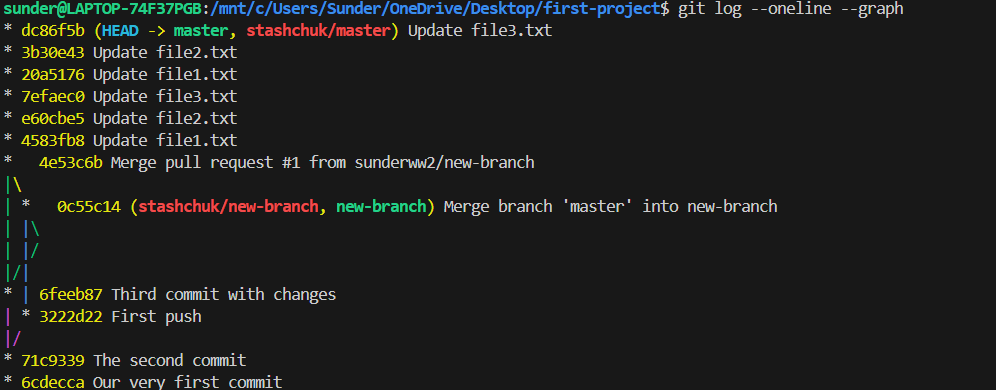 sunder@LAPTOP-74F37PGB:/mnt/c/Users/Sunder/OneDrive/Desktop/first-project$ git log --oneline --graph
* dc86f5b (HEAD -> master, stashchuk/master) Update file3.txt
* 3b30e43 Update file2.txt
* 20a5176 Update file1.txt
* 7efaec0 Update file3.txt
* e60cbe5 Update file2.txt
* 4583fb8 Update file1.txt
*   4e53c6b Merge pull request #1 from sunderww2/new-branch
|\
| *   0c55c14 (stashchuk/new-branch, new-branch) Merge branch 'master' into new-branch
| |\
| |/
|/|
* | 6feeb87 Third commit with changes
| * 3222d22 First push
|/
* 71c9339 The second commit
* 6cdecca Our very first commit